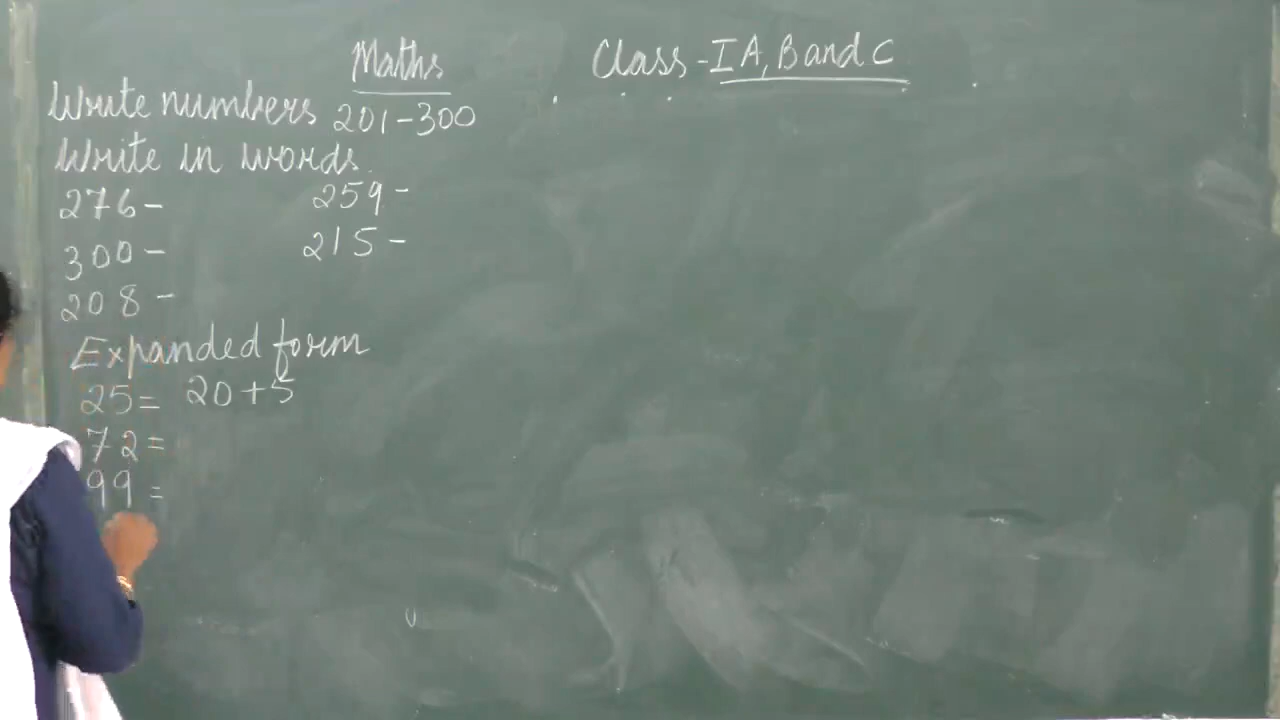 Maths Class - I A, B and C
Write numbers 201-300
Write in words.
276- 259-
300- 215-
208-
Expanded form
25= 20+5
72=
99=